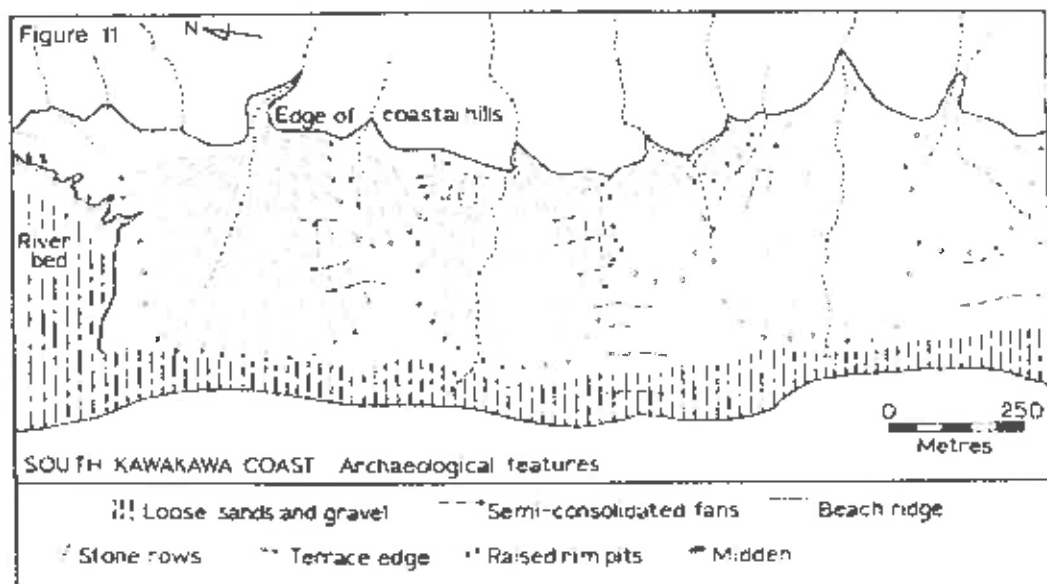 Figure 11
N
Edge of coastal hills
River
bed
0 250
Metres
SOUTH KAWAKAWA COAST Archaeological features
Loose sands and gravel Semi-consolidated fans Beach ridge
Stone rows Terrace edge Raised rim pits Midden